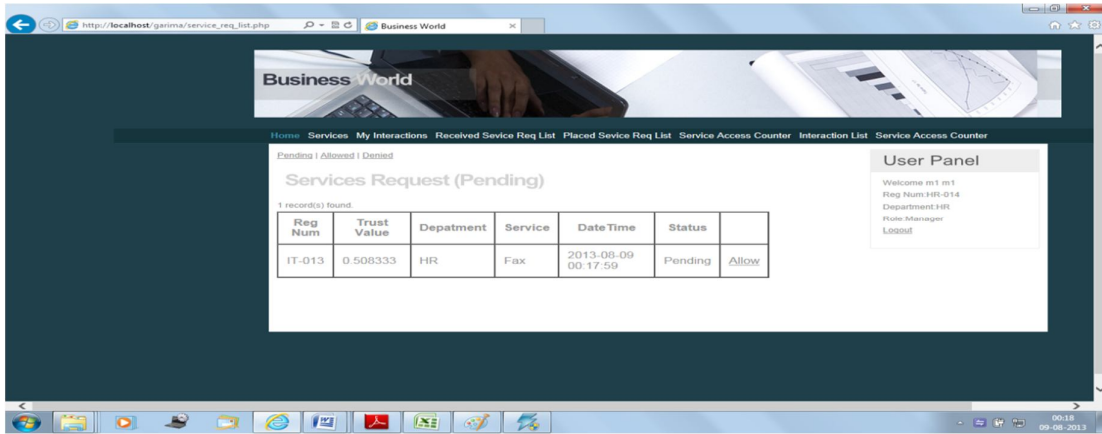 http://localhost/garima/service_req_list.php
Business World
Business World
Home Services My Interactions Received Sevice Req List Placed Sevice Req List Service Access Counter Interaction List Service Access Counter
Pending | Allowed | Denied
Services Request (Pending)
1 record(s) found.
Reg Num Trust Value Depatment Service DateTime Status
IT-013 0.508333 HR Fax 2013-08-09 00:17:59 Pending Allow
User Panel
Welcome m1 m1
Reg Num:HR-014
Department:HR
Role:Manager
Logout
00:18
09-08-2013